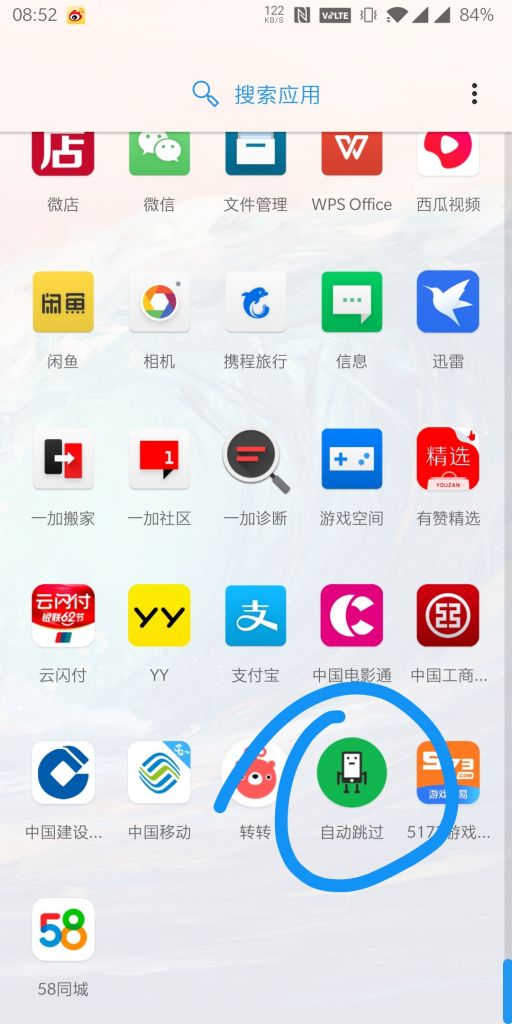 08:52
122 KB/S
VoLTE
84%
搜索应用
店
W
微店 微信 文件管理 WPS Office 西瓜视频
闲鱼
闲鱼 相机 携程旅行 信息 迅雷
1
精选
YOUZAN
一加搬家 一加社区 一加诊断 游戏空间 有赞精选
云闪付
银联62节
YY
支
云闪付 YY 支付宝 中国电影通 中国工商...
5173
.COM
游戏交易
中国建设... 中国移动 转转 自动跳过 5173游戏...
58
58同城